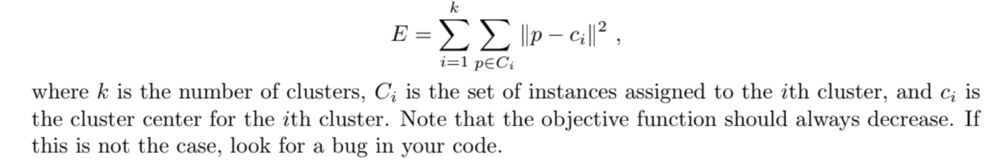 E = \sum_{i=1}^{k} \sum_{p \in C_i} \|p - c_i\|^2 ,
where k is the number of clusters, C_i is the set of instances assigned to the ith cluster, and c_i is
the cluster center for the ith cluster. Note that the objective function should always decrease. If
this is not the case, look for a bug in your code.